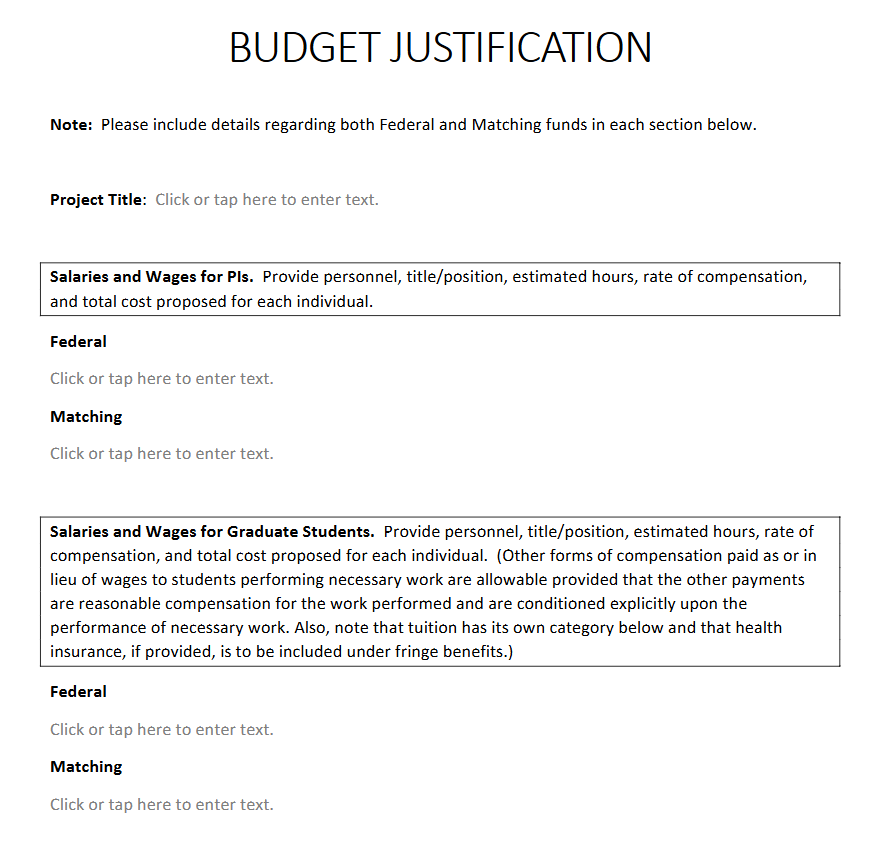 BUDGET JUSTIFICATION
Note:  Please include details regarding both Federal and Matching funds in each section below.
Project Title:  Click or tap here to enter text.
Salaries and Wages for PIs.  Provide personnel, title/position, estimated hours, rate of compensation,
and total cost proposed for each individual.
Federal
Click or tap here to enter text.
Matching
Click or tap here to enter text.
Salaries and Wages for Graduate Students.  Provide personnel, title/position, estimated hours, rate of
compensation, and total cost proposed for each individual.  (Other forms of compensation paid as or in
lieu of wages to students performing necessary work are allowable provided that the other payments
are reasonable compensation for the work performed and are conditioned explicitly upon the
performance of necessary work. Also, note that tuition has its own category below and that health
insurance, if provided, is to be included under fringe benefits.)
Federal
Click or tap here to enter text.
Matching
Click or tap here to enter text.